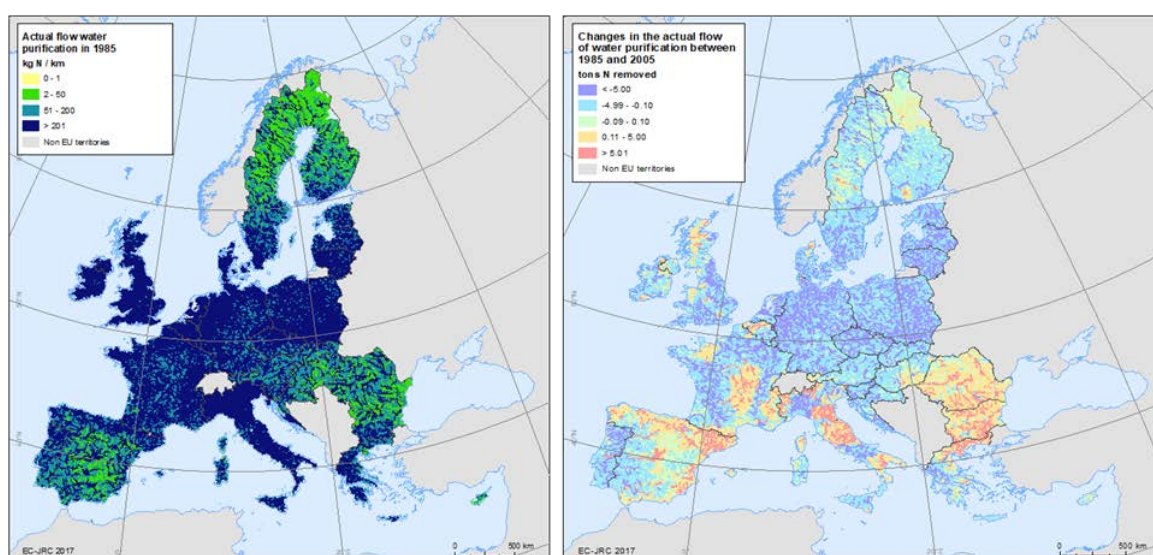 Actual flow water
purification in 1985
kg N / km
0 - 1
2 - 50
51 - 200
> 201
Non EU territories
EC-JRC 2017
0 500 km
Changes in the actual flow
of water purification between
1985 and 2005
tons N removed
< -5.00
-4.99 - -0.10
-0.09 - 0.10
0.11 - 5.00
> 5.01
Non EU territories
EC-JRC 2017
0 500 km